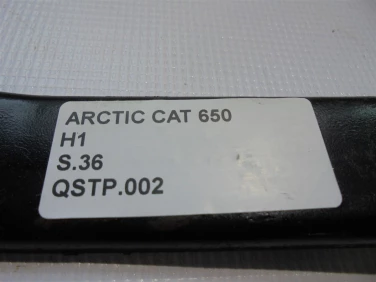 ARCTIC CAT 650
H1
S.36
QSTP.002